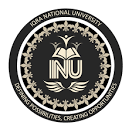 IQRA NATIONAL UNIVERSITY
INU
DEFINING POSSIBILITIES, CREATING OPPORTUNITIES